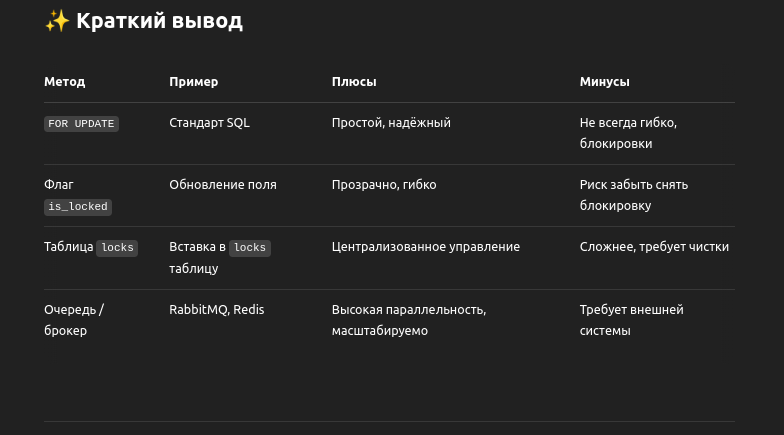 ✨ Краткий вывод
Метод Пример Плюсы Минусы
FOR UPDATE Стандарт SQL Простой, надёжный Не всегда гибко,
блокировки
Флаг Обновление поля Прозрачно, гибко Риск забыть снять
is_locked блокировку
Таблица locks Вставка в locks Централизованное управление Сложнее, требует чистки
таблицу
Очередь / RabbitMQ, Redis Высокая параллельность, Требует внешней
брокер масштабируемо системы